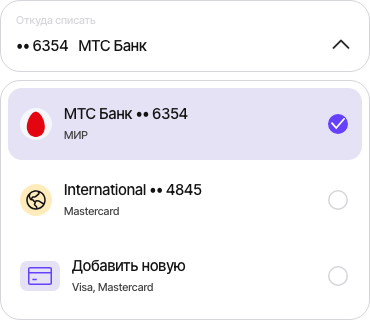 Откуда списать
•• 6354 МТС Банк
МТС Банк •• 6354
МИР
International •• 4845
Mastercard
Добавить новую
Visa, Mastercard